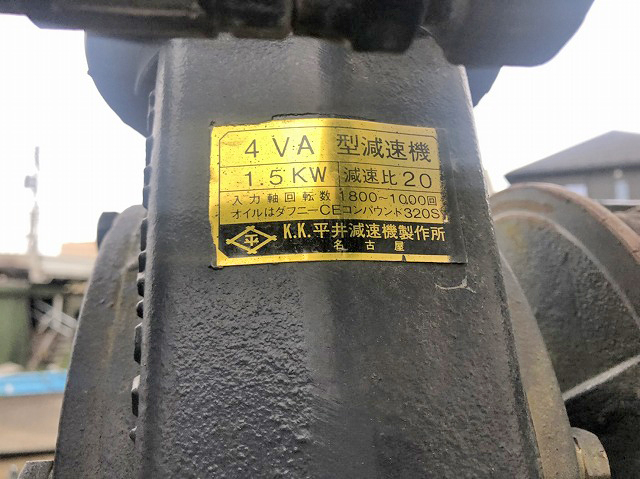 4 VA 型減速機
1.5KW 減速比 20
入力軸回転数 1800~1000回
オイルはダフニーCEコンパウンド320S
平 K.K.平井減速機製作所
名古屋